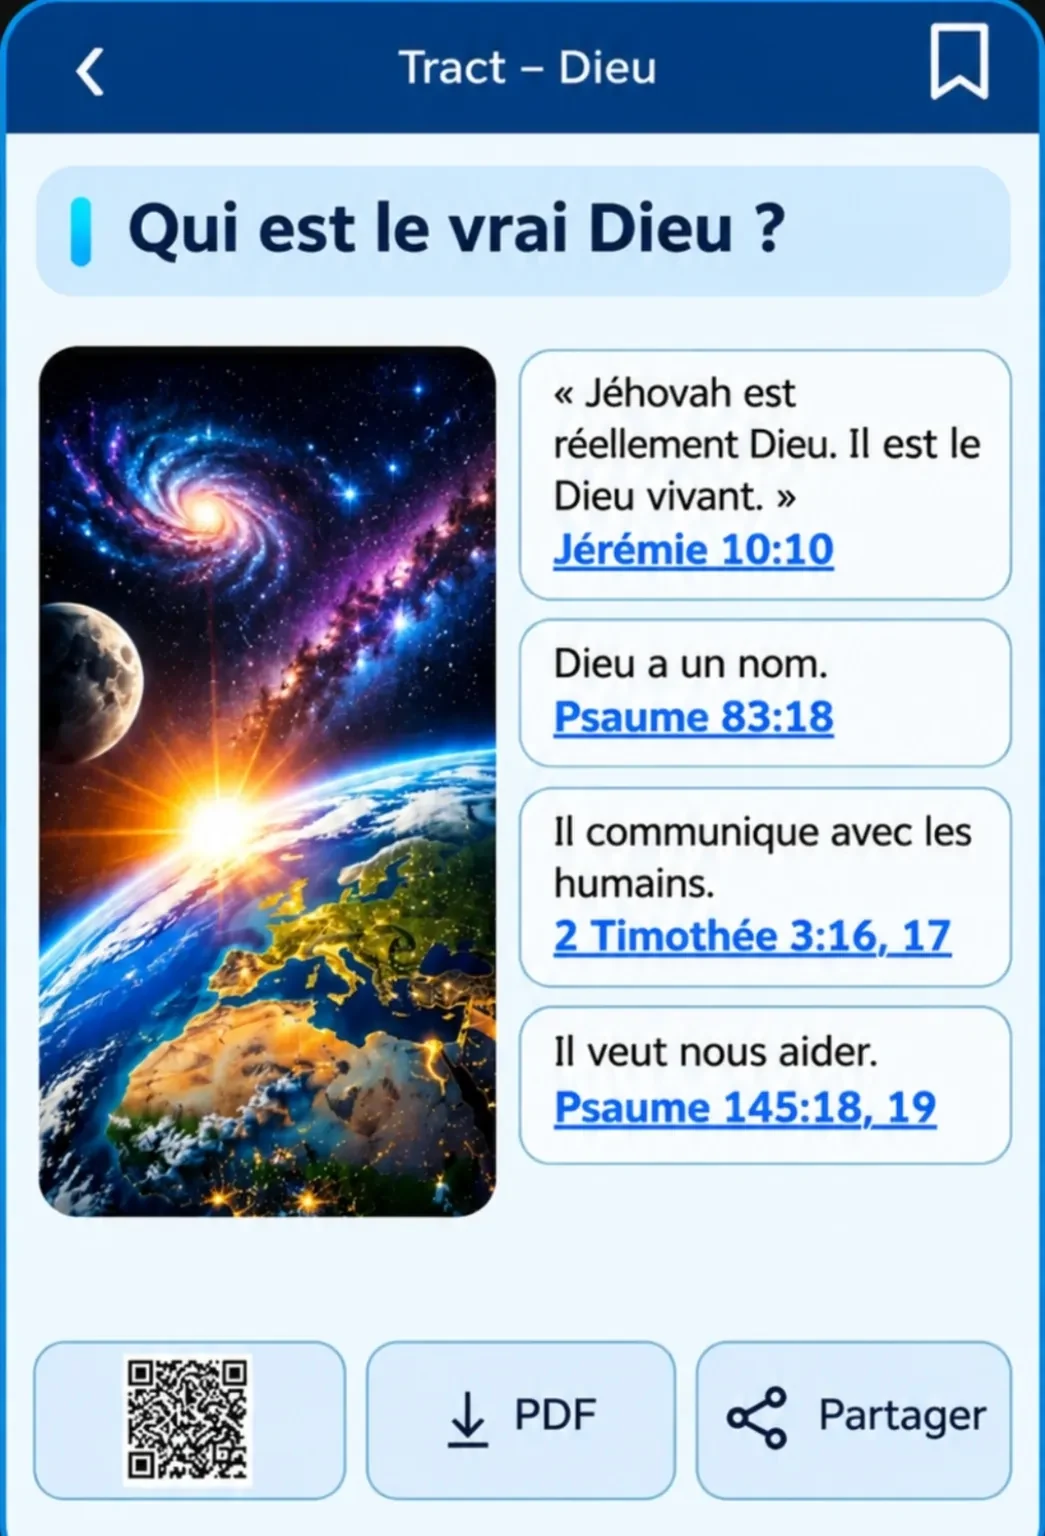 Tract – Dieu
Qui est le vrai Dieu ?
« Jéhovah est
réellement Dieu. Il est le
Dieu vivant. »
Jérémie 10:10
Dieu a un nom.
Psaume 83:18
Il communique avec les
humains.
2 Timothée 3:16, 17
Il veut nous aider.
Psaume 145:18, 19
PDF
Partager